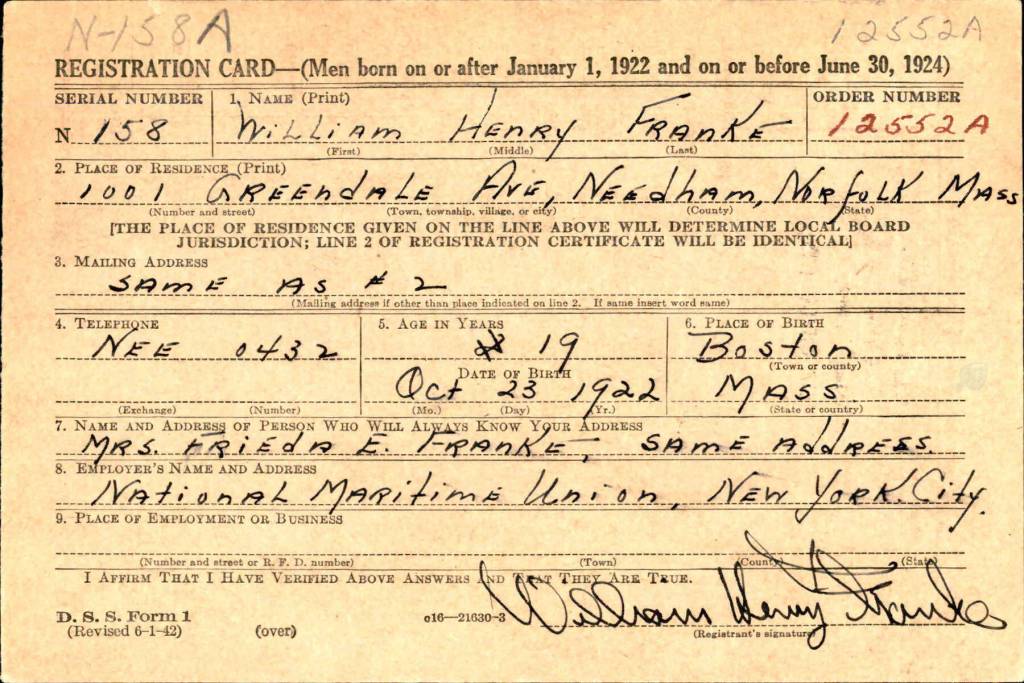 N-158A 12552A
REGISTRATION CARD—(Men born on or after January 1, 1922 and on or before June 30, 1924)
SERIAL NUMBER 1. NAME (Print) ORDER NUMBER
N 158 William Henry Franke 12552A
(First) (Middle) (Last)
2. PLACE OF RESIDENCE (Print)
1001 Greendale Ave, Needham, Norfolk Mass
(Number and street) (Town, township, village, or city) (County) (State)
[THE PLACE OF RESIDENCE GIVEN ON THE LINE ABOVE WILL DETERMINE LOCAL BOARD
JURISDICTION; LINE 2 OF REGISTRATION CERTIFICATE WILL BE IDENTICAL]
3. MAILING ADDRESS
Same as # 2
(Mailing address if other than place indicated on line 2. If same insert word same)
4. TELEPHONE 5. AGE IN YEARS 6. PLACE OF BIRTH
Nee 0432 19 Boston
(Town or county)
DATE OF BIRTH
Oct 23 1922 Mass.
(Exchange) (Number) (Mo.) (Day) (Yr.) (State or country)
7. NAME AND ADDRESS OF PERSON WHO WILL ALWAYS KNOW YOUR ADDRESS
Mrs. Frieda E. Franke, Same Address.
8. EMPLOYER'S NAME AND ADDRESS
National Maritime Union, New York City.
9. PLACE OF EMPLOYMENT OR BUSINESS
(Number and street or R. F. D. number) (Town) (County) (State)
I AFFIRM THAT I HAVE VERIFIED ABOVE ANSWERS AND THAT THEY ARE TRUE.
D. S. S. Form 1 c16—21630-3 William Henry Franke
(Revised 6-1-42) (over) (Registrant's signature)